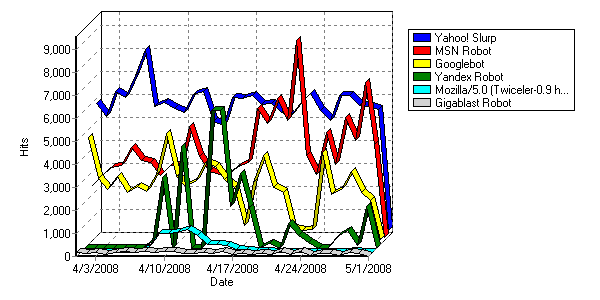 9,000
8,000
7,000
6,000
5,000
4,000
3,000
2,000
1,000
0
Hits
4/3/2008 4/10/2008 4/17/2008 4/24/2008 5/1/2008
Date
Yahoo! Slurp
MSN Robot
Googlebot
Yandex Robot
Mozilla/5.0 (Twiceler-0.9 h...
Gigablast Robot